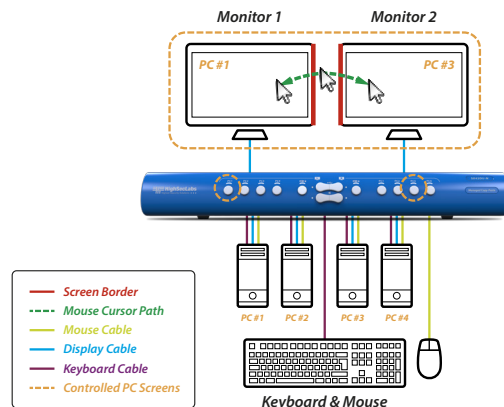 Monitor 1
Monitor 2
PC #1
PC #3
HighSecLabs
PC #1
PC #2
PC #3
PC #4
Screen Border
Mouse Cursor Path
Mouse Cable
Display Cable
Keyboard Cable
Controlled PC Screens
Keyboard & Mouse